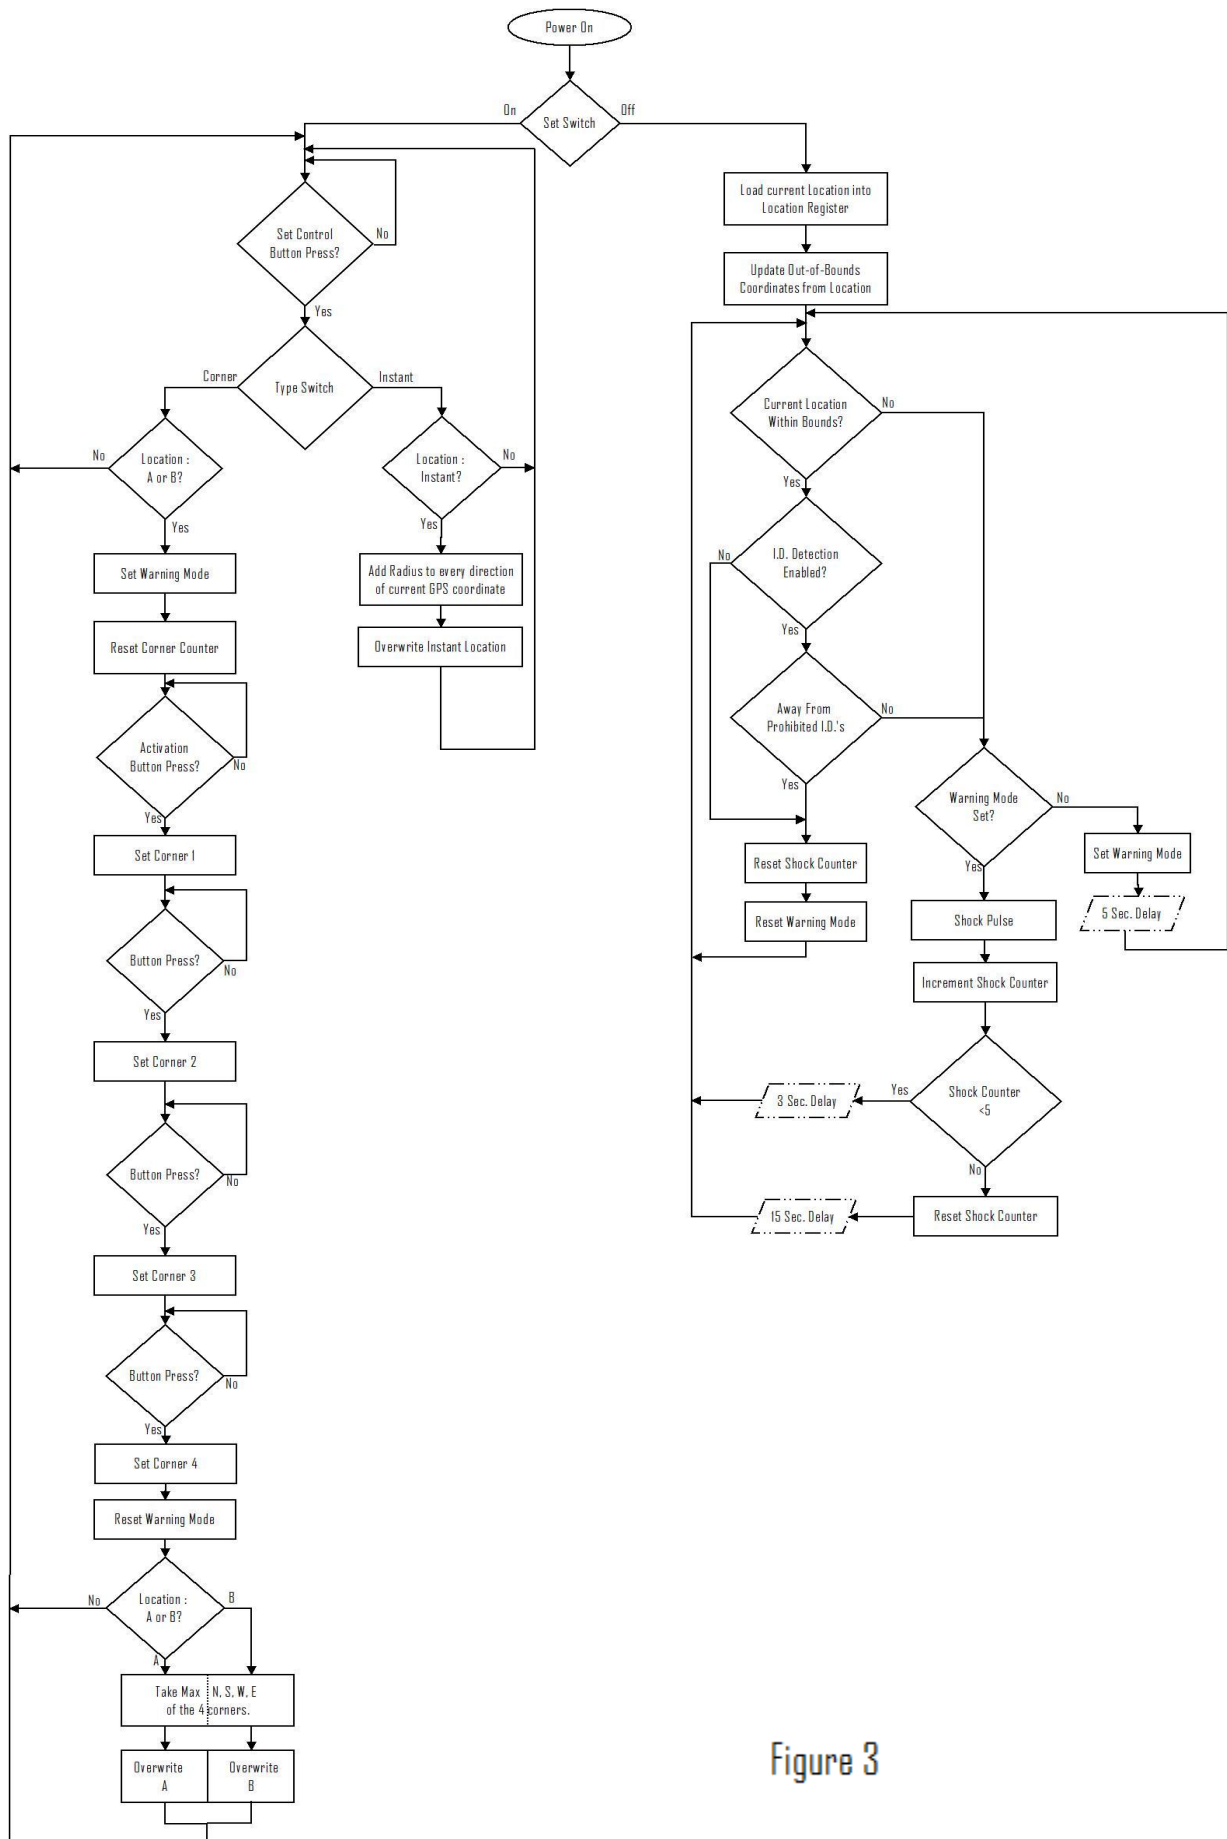 Power On
On
Set Switch
Off
Set Control
Button Press?
No
Yes
Corner
Type Switch
Instant
No
Location :
A or B?
Yes
Location :
Instant?
No
Yes
Set Warning Mode
Add Radius to every direction
of current GPS coordinate
Reset Corner Counter
Overwrite Instant Location
Activation
Button Press?
No
Yes
Set Corner 1
Button Press?
No
Yes
Set Corner 2
Button Press?
No
Yes
Set Corner 3
Button Press?
No
Yes
Set Corner 4
Reset Warning Mode
No
Location :
A or B?
B
A
Take Max N, S, W, E
of the 4 corners.
Overwrite
A
Overwrite
B
Load current Location into
Location Register
Update Out-of-Bounds
Coordinates from Location
Current Location
Within Bounds?
No
Yes
No
I.D. Detection
Enabled?
Yes
Away From
Prohibited I.D.'s
No
Yes
Reset Shock Counter
Reset Warning Mode
Warning Mode
Set?
No
Yes
Set Warning Mode
5 Sec. Delay
Shock Pulse
Increment Shock Counter
Shock Counter
<5
Yes
3 Sec. Delay
No
Reset Shock Counter
15 Sec. Delay
Figure 3